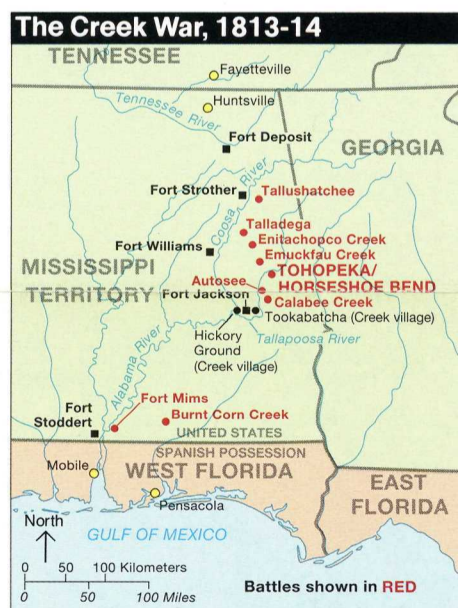 The Creek War, 1813-14
TENNESSEE
Fayetteville
Huntsville
Tennessee River
Fort Deposit
GEORGIA
Fort Strother
Tallushatchee
Coosa River
Talladega
Enitachopco Creek
Fort Williams
Emuckfau Creek
MISSISSIPPI
TERRITORY
TOHOPEKA/
HORSESHOE BEND
Autosee
Fort Jackson
Calabee Creek
Tookabatcha (Creek village)
Hickory
Ground
(Creek village)
Tallapoosa River
Alabama River
Fort Mims
Fort
Stoddert
Burnt Corn Creek
UNITED STATES
SPANISH POSSESSION
Mobile
WEST FLORIDA
Pensacola
EAST
FLORIDA
North
GULF OF MEXICO
0 50 100 Kilometers
0 50 100 Miles
Battles shown in RED